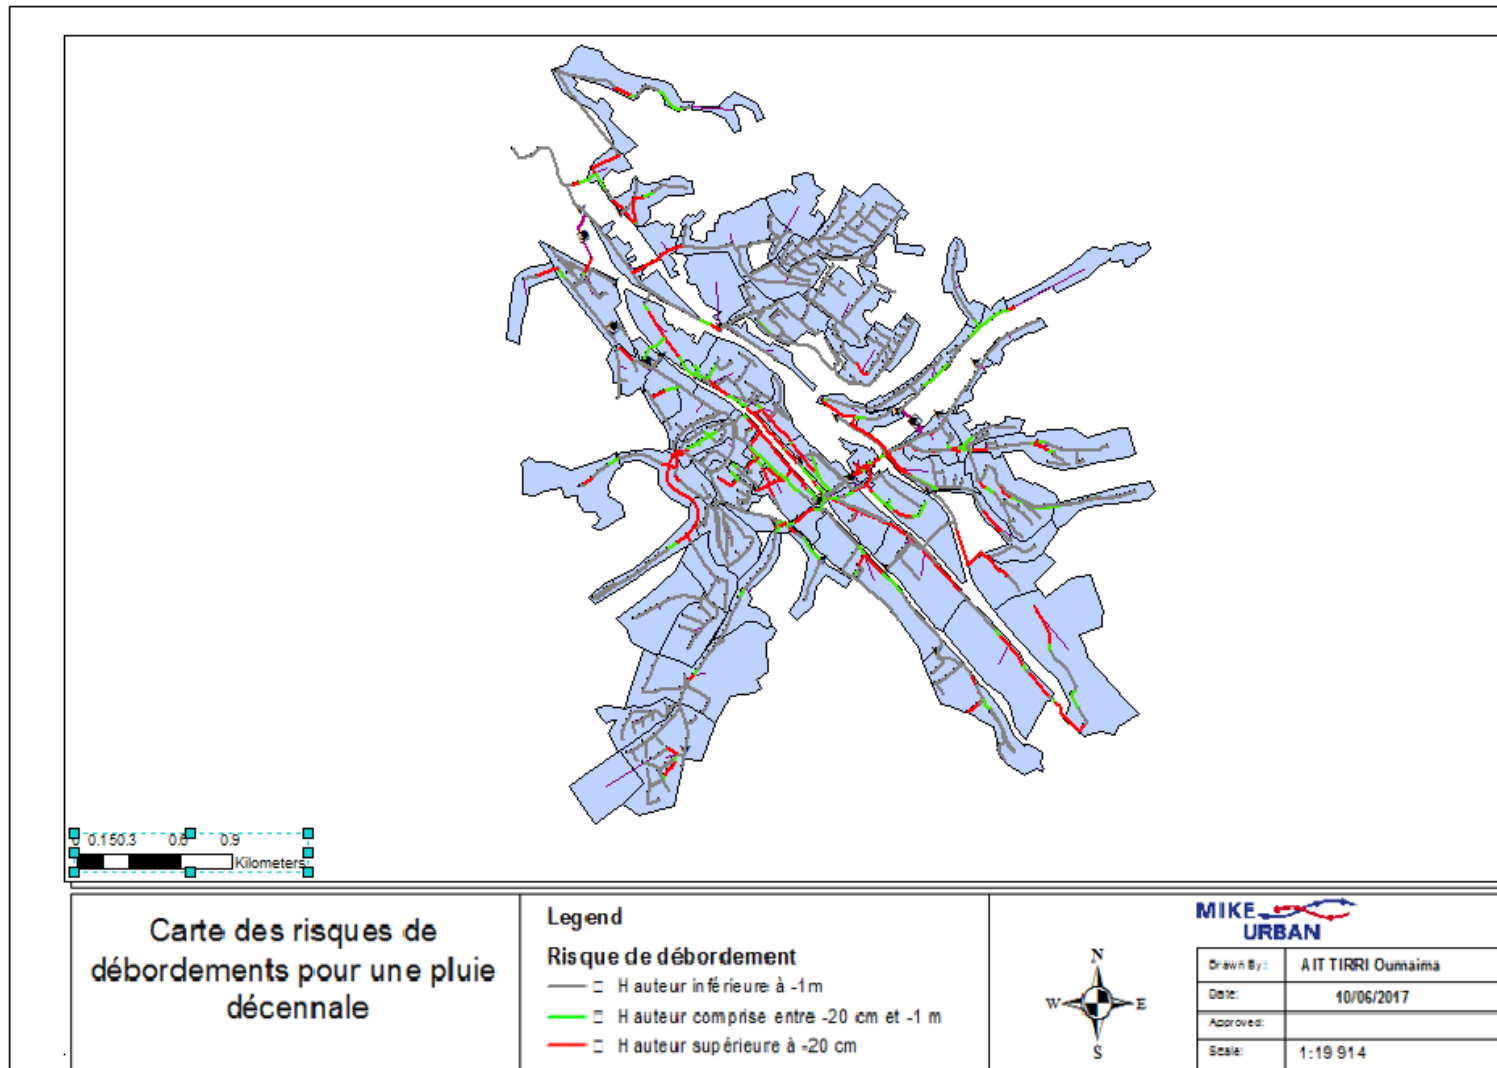 0 0.150.3 0.6 0.9
Kilometers
Carte des risques de
débordements pour une pluie
décennale
Legend
Risque de débordement
Hauteur inférieure à -1m
Hauteur comprise entre -20 cm et -1 m
Hauteur supérieure à -20 cm
N
W E
S
MIKE
URBAN
Drawn By: AIT TIRRI Oumaima
Date: 10/06/2017
Approved:
Scale: 1:19 914